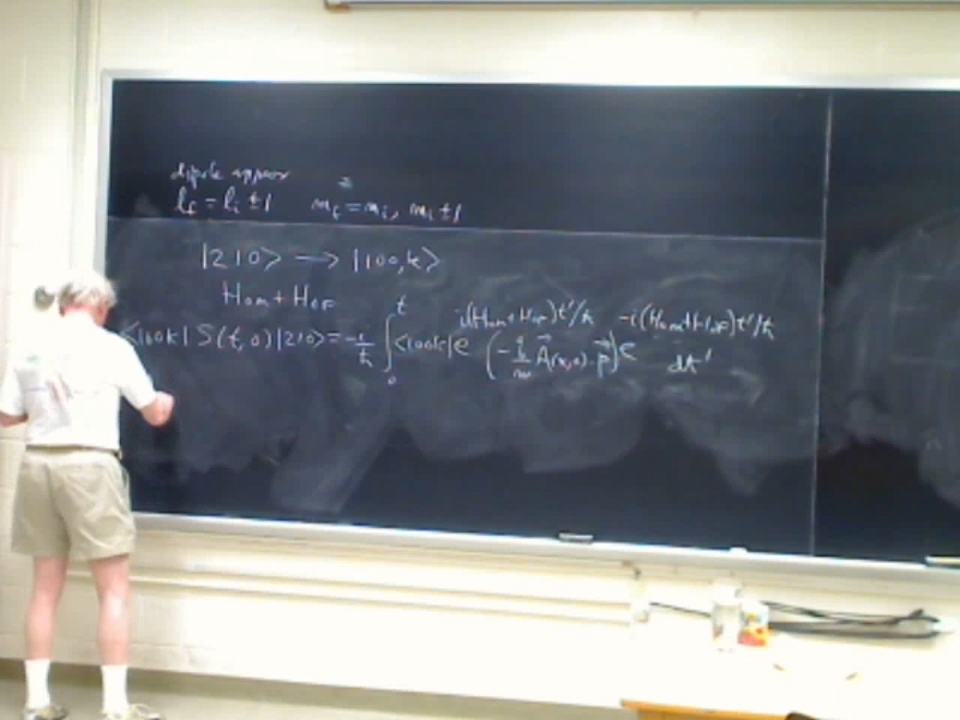 dipole approx =
l_f = l_i ±1 m_f = m_i, m_i ±1
|210> → |100,k>
H_om + H_of
<100k| S(t,0) |210> = -i/ħ ∫_0^t <100k| e^{i(H_om + H_of)t'/ħ} (-q/m A⃗(x,0)·p⃗) e^{-i(H_om + H_of)t'/ħ} dt'